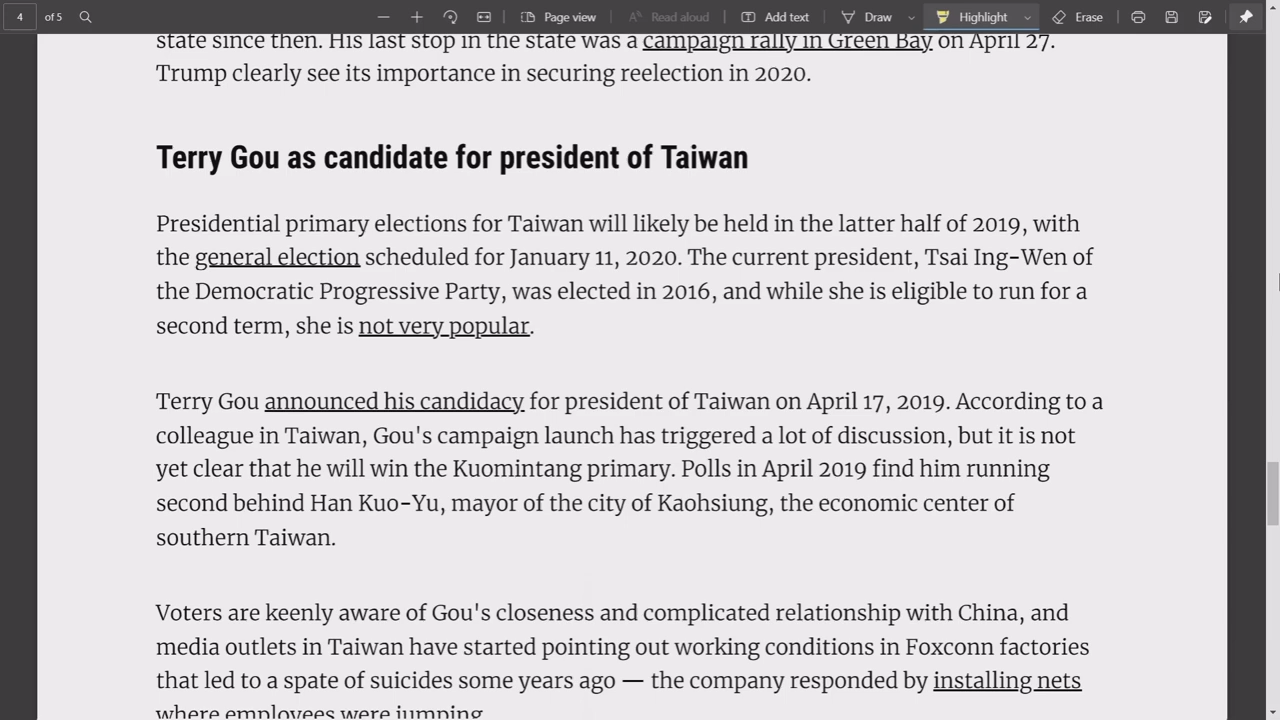 4 of 5 Page view Read aloud Add text Draw Highlight Erase
state since then. His last stop in the state was a campaign rally in Green Bay on April 27.
Trump clearly see its importance in securing reelection in 2020.
Terry Gou as candidate for president of Taiwan
Presidential primary elections for Taiwan will likely be held in the latter half of 2019, with
the general election scheduled for January 11, 2020. The current president, Tsai Ing-Wen of
the Democratic Progressive Party, was elected in 2016, and while she is eligible to run for a
second term, she is not very popular.
Terry Gou announced his candidacy for president of Taiwan on April 17, 2019. According to a
colleague in Taiwan, Gou's campaign launch has triggered a lot of discussion, but it is not
yet clear that he will win the Kuomintang primary. Polls in April 2019 find him running
second behind Han Kuo-Yu, mayor of the city of Kaohsiung, the economic center of
southern Taiwan.
Voters are keenly aware of Gou's closeness and complicated relationship with China, and
media outlets in Taiwan have started pointing out working conditions in Foxconn factories
that led to a spate of suicides some years ago — the company responded by installing nets
where employees were jumping.